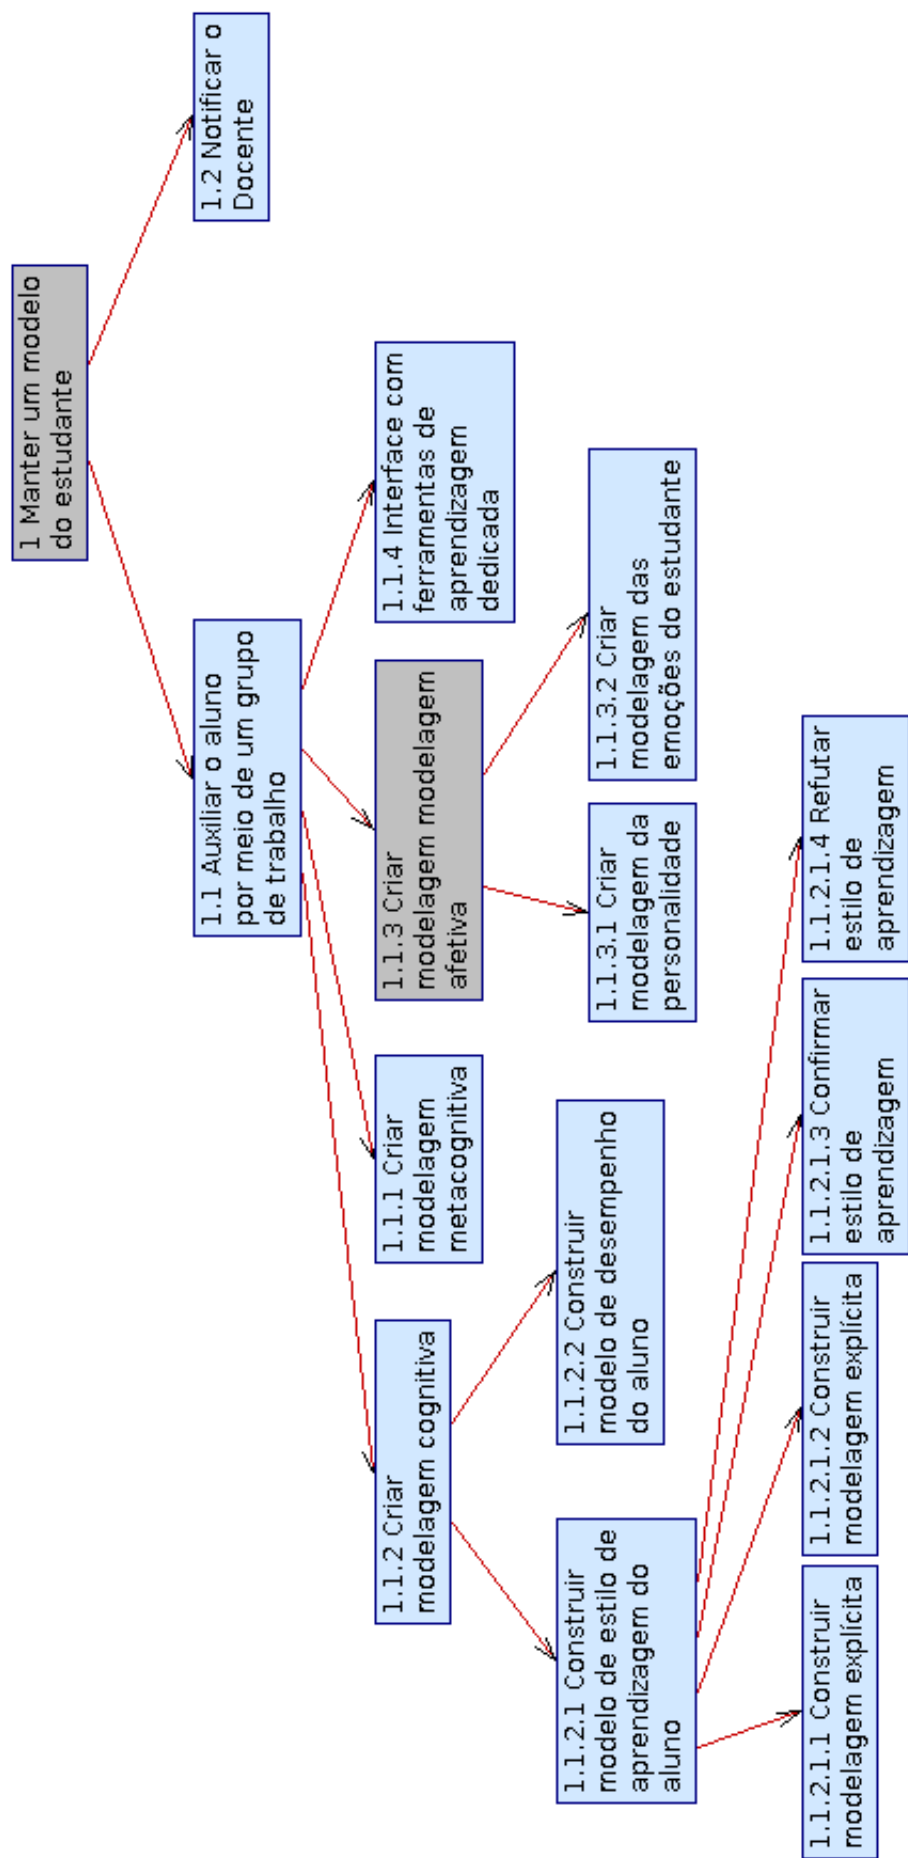 1 Manter um modelo
do estudante
1.1 Auxiliar o aluno
por meio de um grupo
de trabalho
1.2 Notificar o
Docente
1.1.2 Criar
modelagem cognitiva
1.1.1 Criar
modelagem
metacognitiva
1.1.3 Criar
modelagem modelagem
afetiva
1.1.4 Interface com
ferramentas de
aprendizagem
dedicada
1.1.2.1 Construir
modelo de estilo de
aprendizagem do
aluno
1.1.2.2 Construir
modelo de desempenho
do aluno
1.1.3.1 Criar
modelagem da
personalidade
1.1.3.2 Criar
modelagem das
emoções do estudante
1.1.2.1.1 Construir
modelagem explícita
1.1.2.1.2 Construir
modelagem explícita
1.1.2.1.3 Confirmar
estilo de
aprendizagem
1.1.2.1.4 Refutar
estilo de
aprendizagem